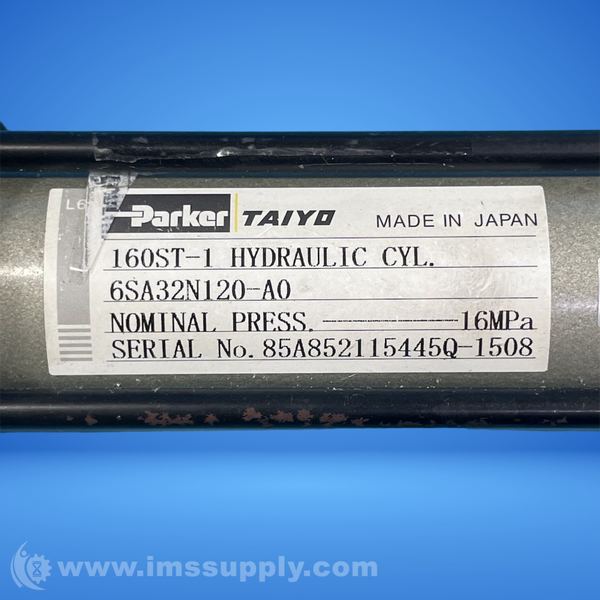 Parker TAIYO MADE IN JAPAN
160ST-1 HYDRAULIC CYL.
6SA32N120-A0
NOMINAL PRESS. 16MPa
SERIAL No. 85A852115445Q-1508
www.imssupply.com